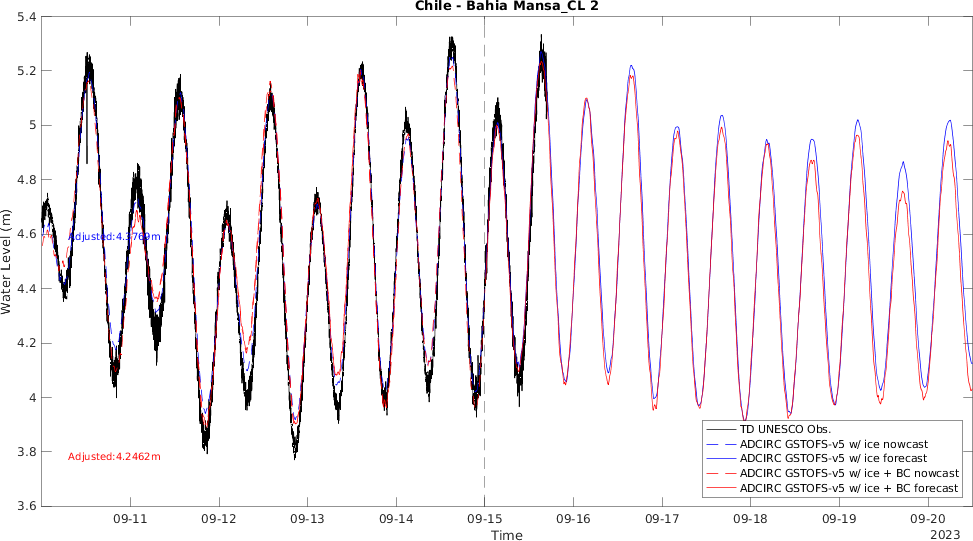 Chile - Bahia Mansa_CL 2
5.4
5.2
5
4.8
4.6
4.4
4.2
4
3.8
3.6
Water Level (m)
Adjusted:4.3769m
Adjusted:4.2462m
TD UNESCO Obs.
ADCIRC GSTOFS-v5 w/ ice nowcast
ADCIRC GSTOFS-v5 w/ ice forecast
ADCIRC GSTOFS-v5 w/ ice + BC nowcast
ADCIRC GSTOFS-v5 w/ ice + BC forecast
09-11 09-12 09-13 09-14 09-15 09-16 09-17 09-18 09-19 09-20
Time
2023